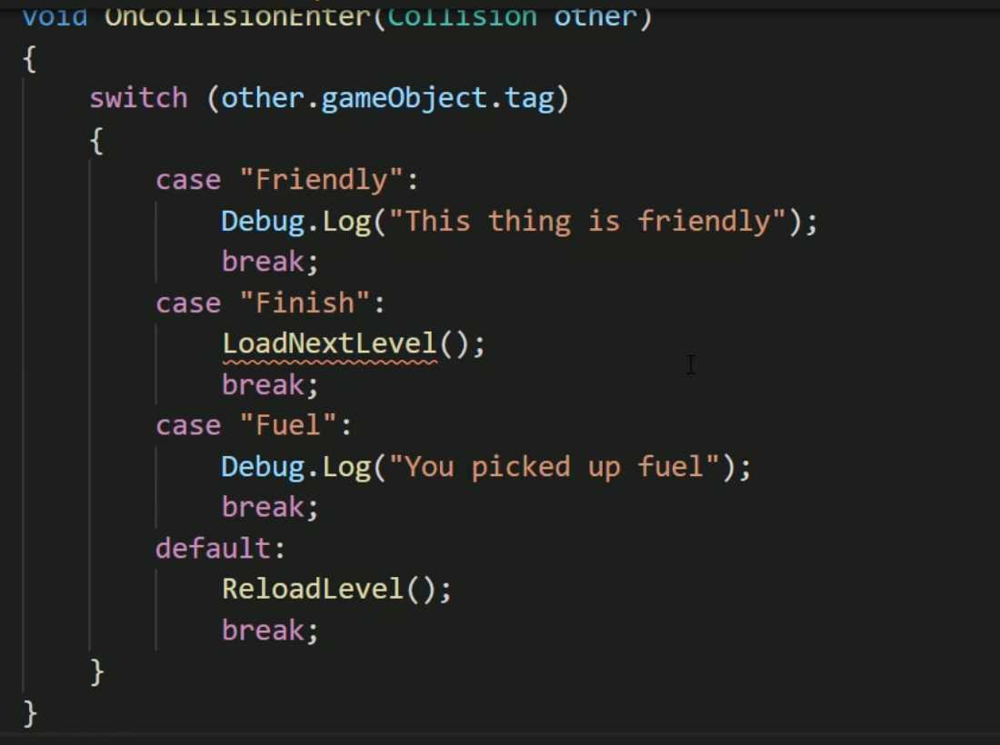 void OnCollisionEnter(Collision other)
{
    switch (other.gameObject.tag)
    {
        case "Friendly":
            Debug.Log("This thing is friendly");
            break;
        case "Finish":
            LoadNextLevel();
            break;
        case "Fuel":
            Debug.Log("You picked up fuel");
            break;
        default:
            ReloadLevel();
            break;
    }
}